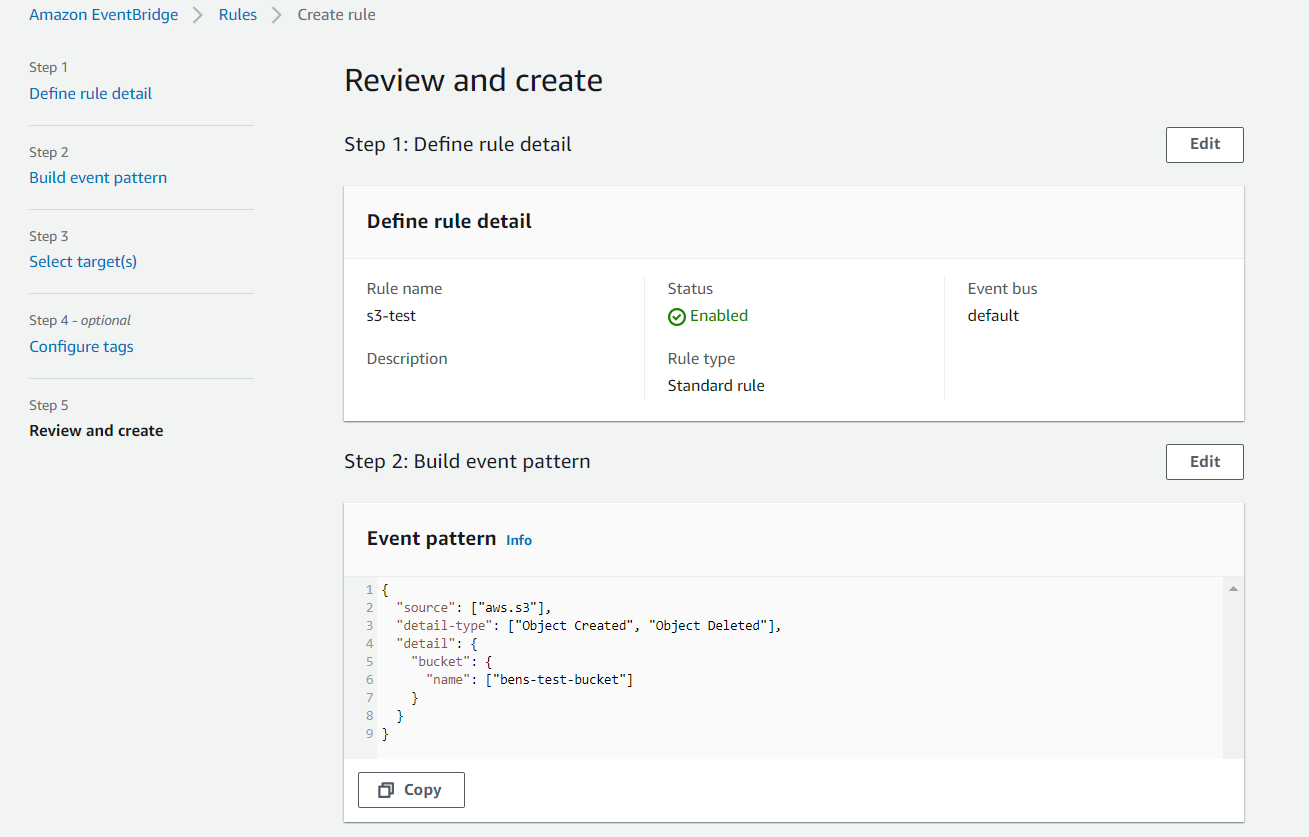 Amazon EventBridge > Rules > Create rule
Step 1
Define rule detail
Step 2
Build event pattern
Step 3
Select target(s)
Step 4 - optional
Configure tags
Step 5
Review and create
Review and create
Step 1: Define rule detail
Edit
Define rule detail
Rule name
s3-test
Description
Status
Enabled
Rule type
Standard rule
Event bus
default
Step 2: Build event pattern
Edit
Event pattern Info
1 {
2   "source": ["aws.s3"],
3   "detail-type": ["Object Created", "Object Deleted"],
4   "detail": {
5     "bucket": {
6       "name": ["bens-test-bucket"]
7     }
8   }
9 }
Copy